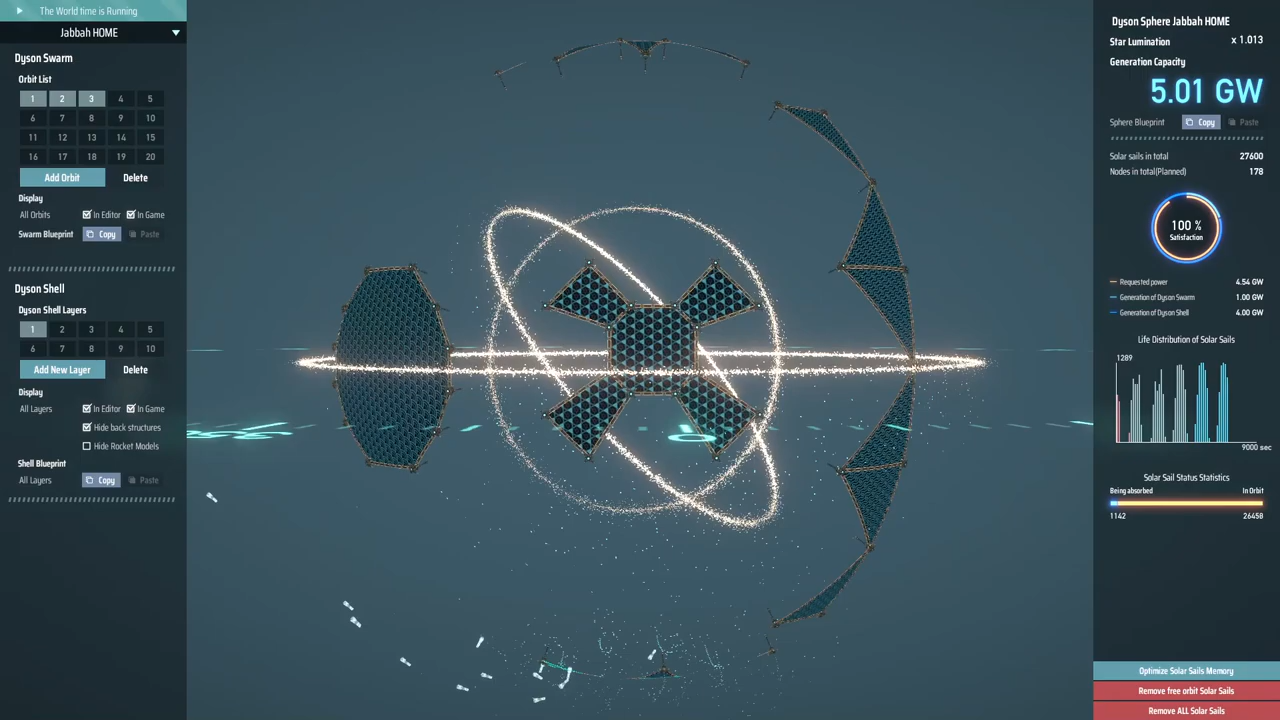 The World time is Running
Jabbah HOME
Dyson Swarm
Orbit List
1 2 3 4 5
6 7 8 9 10
11 12 13 14 15
16 17 18 19 20
Add Orbit Delete
Display
All Orbits In Editor In Game
Swarm Blueprint Copy Paste
Dyson Shell
Dyson Shell Layers
1 2 3 4 5
6 7 8 9 10
Add New Layer Delete
Display
All Layers In Editor In Game
Hide back structures
Hide Rocket Models
Shell Blueprint
All Layers Copy Paste
Dyson Sphere Jabbah HOME
Star Lumination x 1.013
Generation Capacity
5.01 GW
Sphere Blueprint Copy Paste
Solar sails in total 27600
Nodes in total(Planned) 178
100 %
Satisfaction
Requested power 4.54 GW
Generation of Dyson Swarm 1.00 GW
Generation of Dyson Shell 4.00 GW
Life Distribution of Solar Sails
1289
9000 sec
Solar Sail Status Statistics
Being absorbed In Orbit
1142 26458
Optimize Solar Sails Memory
Remove free orbit Solar Sails
Remove ALL Solar Sails